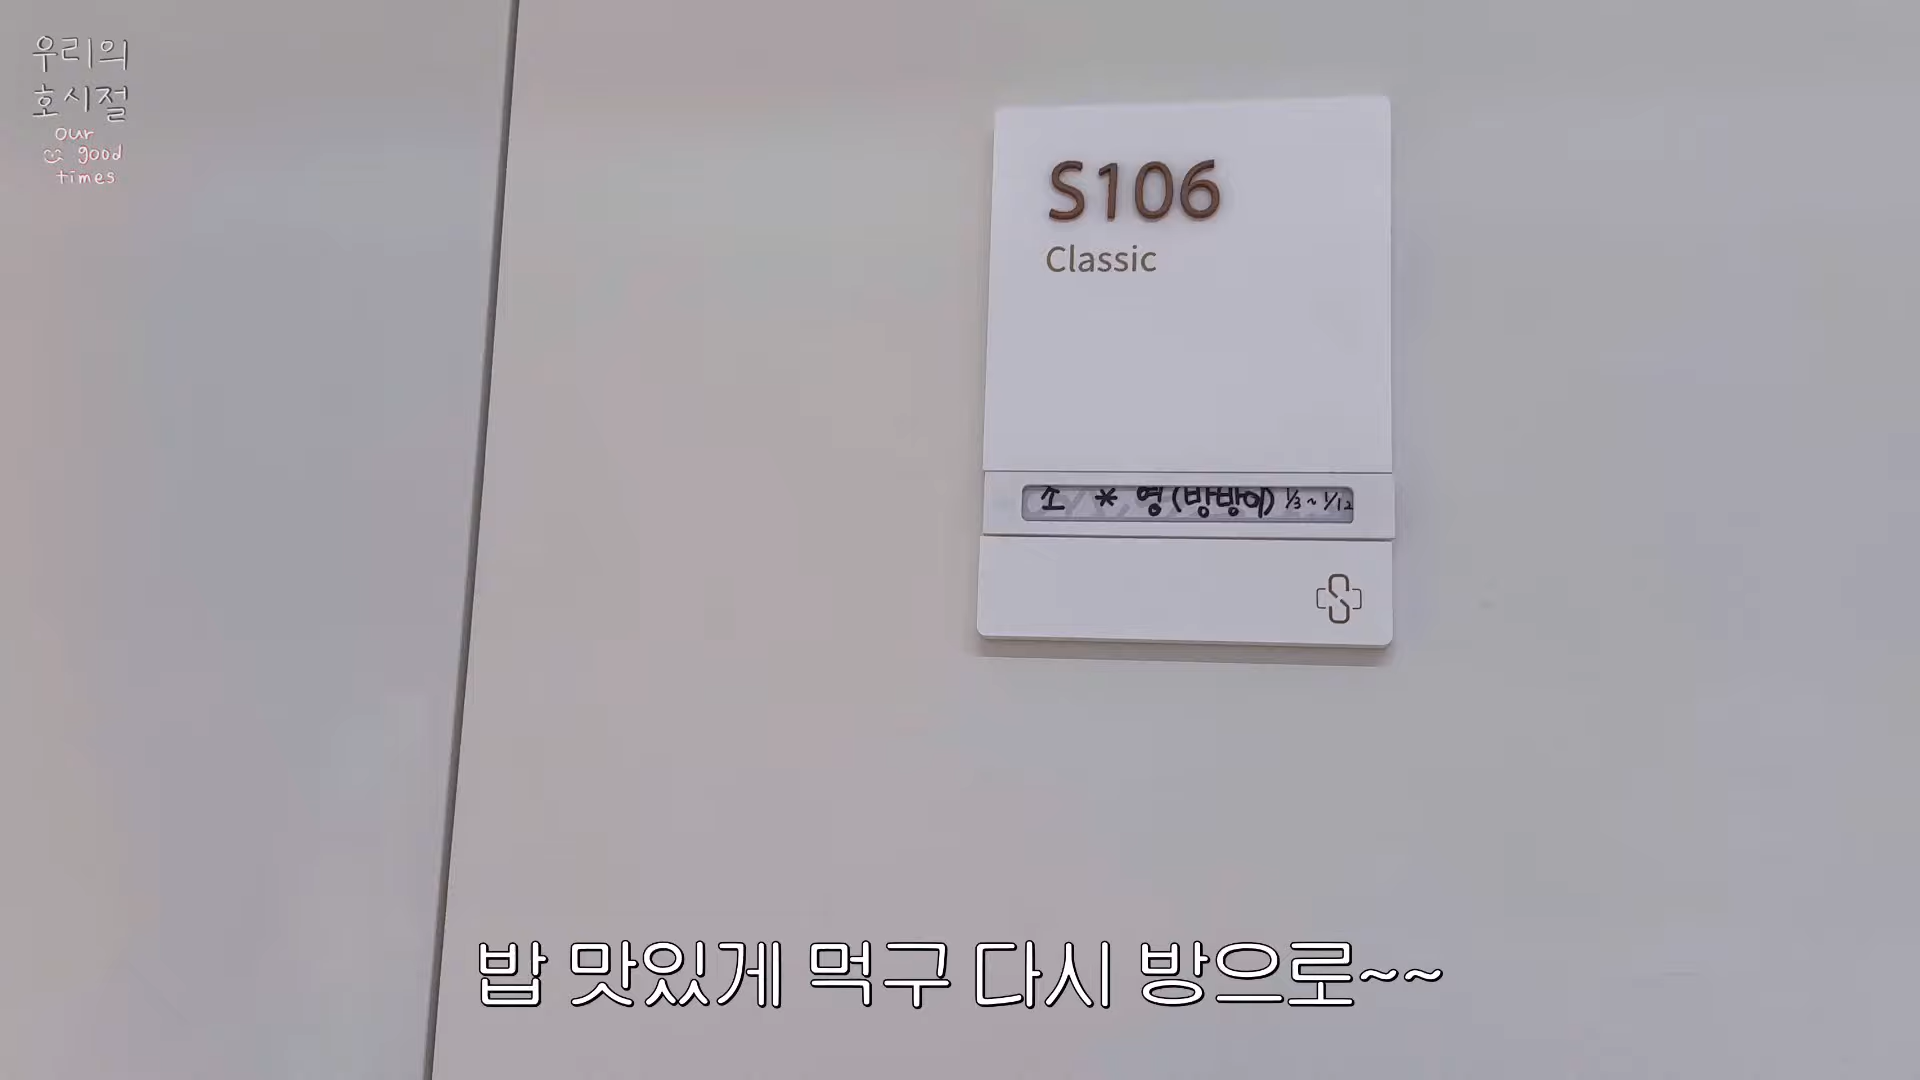 우리의
호시절
our
good
times
S106
Classic
조 * 영 (방방이) 1/3 ~ 1/12
밥 맛있게 먹구 다시 방으로~~